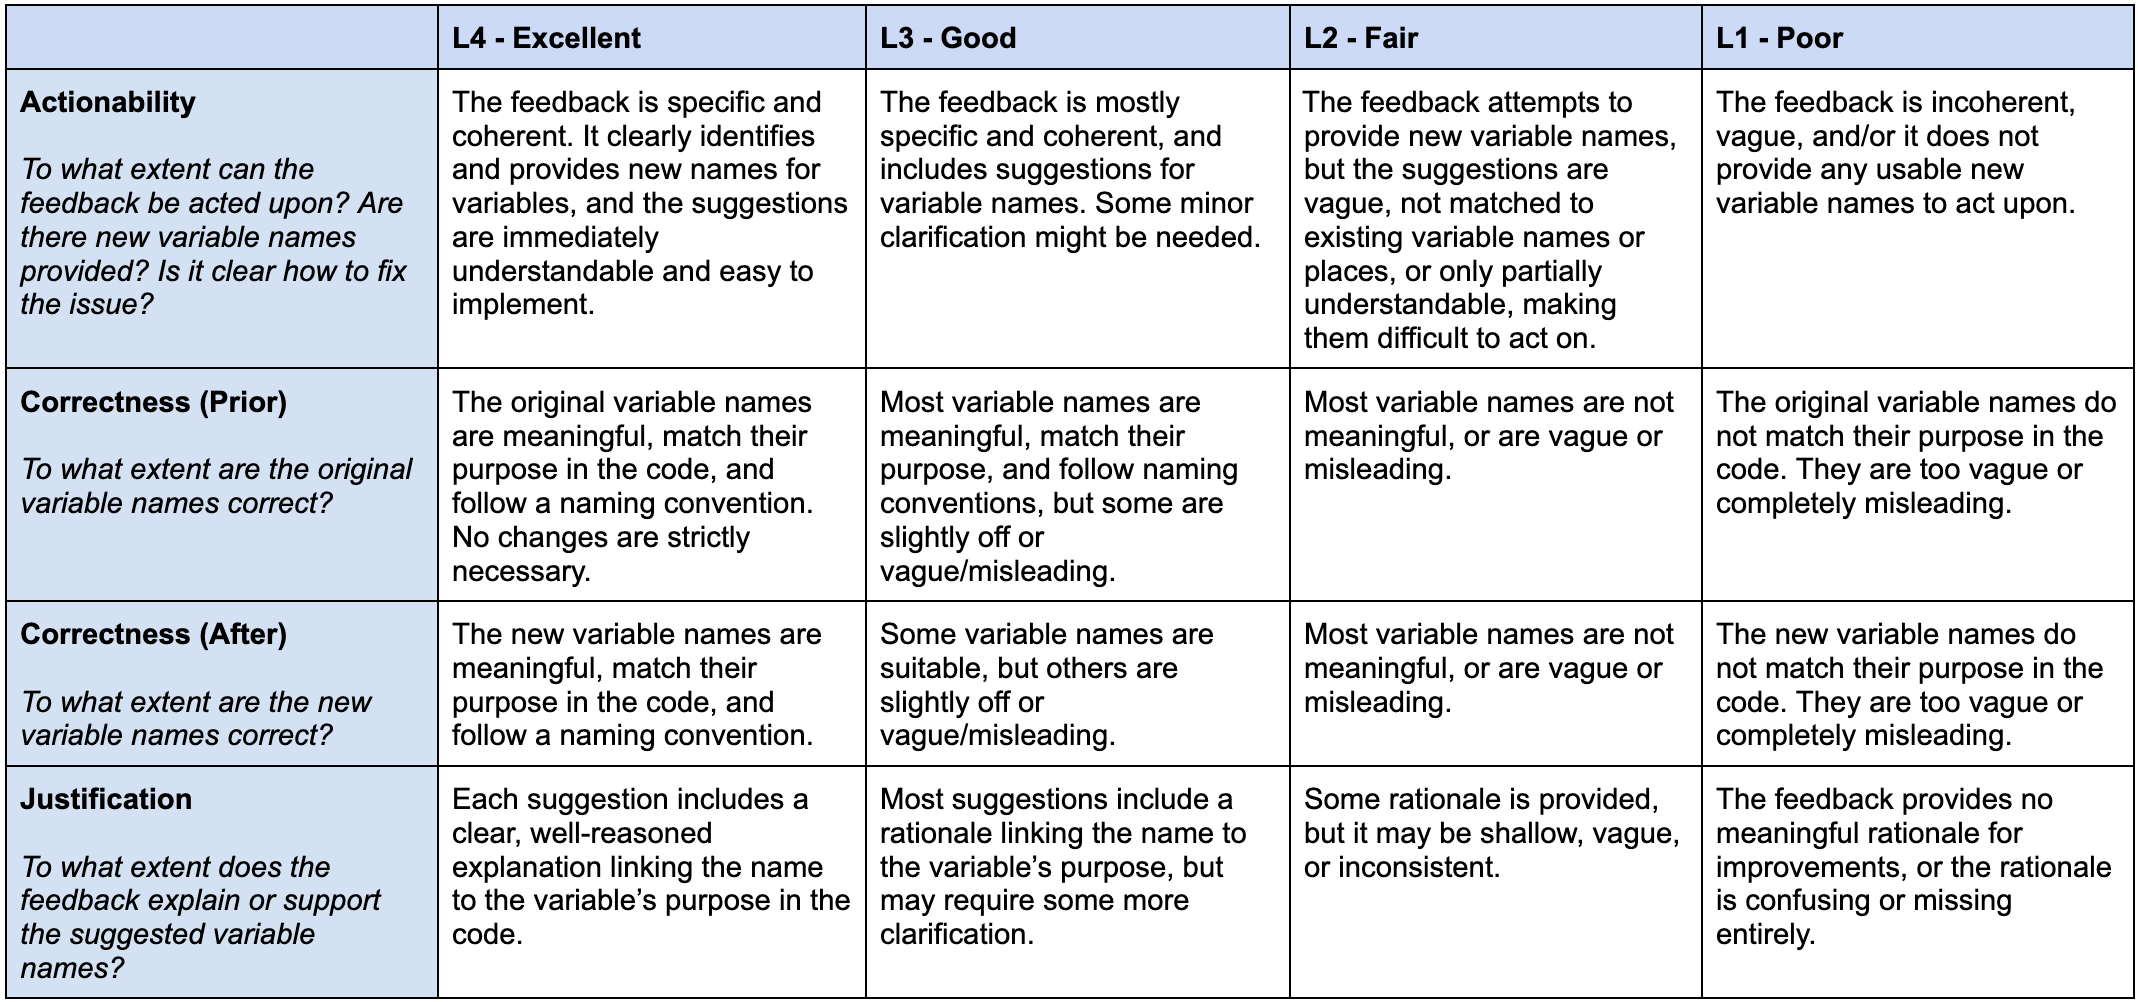 L4 - Excellent
L3 - Good
L2 - Fair
L1 - Poor
Actionability
To what extent can the
feedback be acted upon? Are
there new variable names
provided? Is it clear how to fix
the issue?
The feedback is specific and
coherent. It clearly identifies
and provides new names for
variables, and the suggestions
are immediately
understandable and easy to
implement.
The feedback is mostly
specific and coherent, and
includes suggestions for
variable names. Some minor
clarification might be needed.
The feedback attempts to
provide new variable names,
but the suggestions are
vague, not matched to
existing variable names or
places, or only partially
understandable, making
them difficult to act on.
The feedback is incoherent,
vague, and/or it does not
provide any usable new
variable names to act upon.
Correctness (Prior)
To what extent are the original
variable names correct?
The original variable names
are meaningful, match their
purpose in the code, and
follow a naming convention.
No changes are strictly
necessary.
Most variable names are
meaningful, match their
purpose, and follow naming
conventions, but some are
slightly off or
vague/misleading.
Most variable names are not
meaningful, or are vague or
misleading.
The original variable names do
not match their purpose in the
code. They are too vague or
completely misleading.
Correctness (After)
To what extent are the new
variable names correct?
The new variable names are
meaningful, match their
purpose in the code, and
follow a naming convention.
Some variable names are
suitable, but others are
slightly off or
vague/misleading.
Most variable names are not
meaningful, or are vague or
misleading.
The new variable names do
not match their purpose in the
code. They are too vague or
completely misleading.
Justification
To what extent does the
feedback explain or support
the suggested variable
names?
Each suggestion includes a
clear, well-reasoned
explanation linking the name
to the variable’s purpose in the
code.
Most suggestions include a
rationale linking the name to
the variable’s purpose, but
may require some more
clarification.
Some rationale is provided,
but it may be shallow, vague,
or inconsistent.
The feedback provides no
meaningful rationale for
improvements, or the rationale
is confusing or missing
entirely.